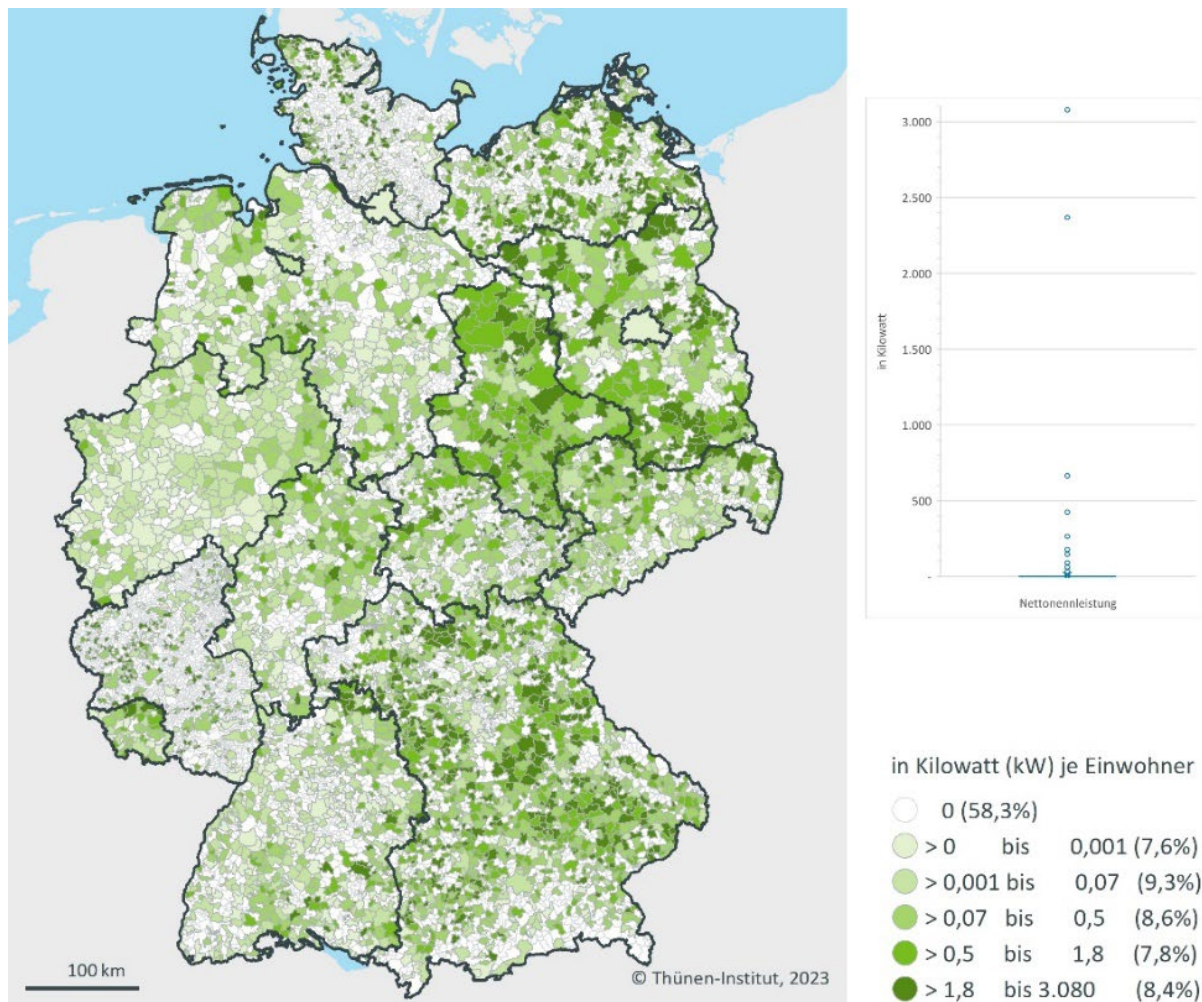 3.000
2.500
2.000
1.500
1.000
500
-
in Kilowatt
Nettonennleistung
100 km
© Thünen-Institut, 2023
in Kilowatt (kW) je Einwohner
0 (58,3%)
> 0 bis 0,001 (7,6%)
> 0,001 bis 0,07 (9,3%)
> 0,07 bis 0,5 (8,6%)
> 0,5 bis 1,8 (7,8%)
> 1,8 bis 3.080 (8,4%)